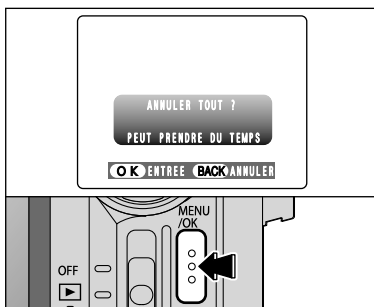 ANNULER TOUT ?
PEUT PRENDRE DU TEMPS
OK ENTREE BACK ANNULER
MENU
/OK
OFF